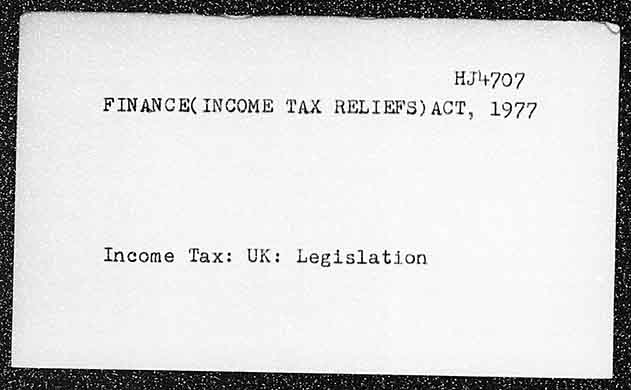 HJ4707
FINANCE(INCOME TAX RELIEFS)ACT, 1977
Income Tax: UK: Legislation